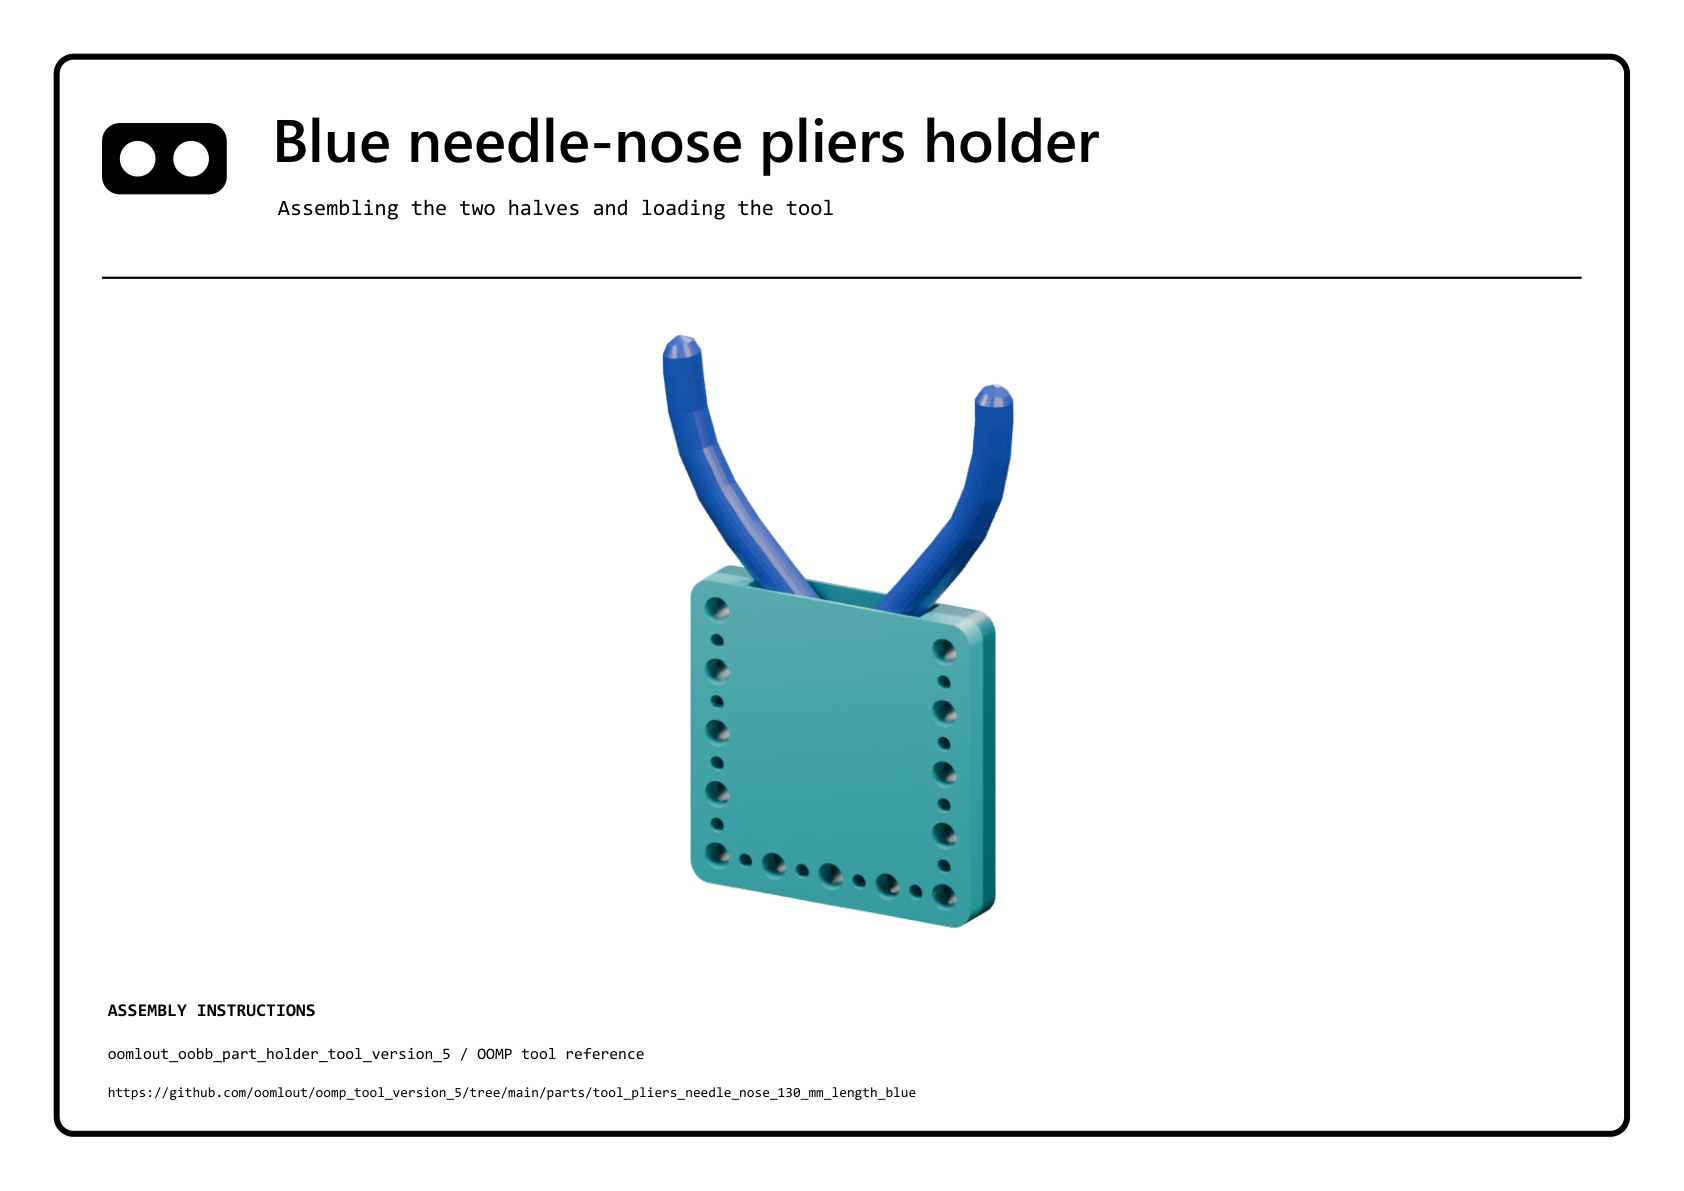 Blue needle-nose pliers holder
Assembling the two halves and loading the tool
ASSEMBLY INSTRUCTIONS
oomlout_oobb_part_holder_tool_version_5 / OOMP tool reference
https://github.com/oomlout/oomp_tool_version_5/tree/main/parts/tool_pliers_needle_nose_130_mm_length_blue